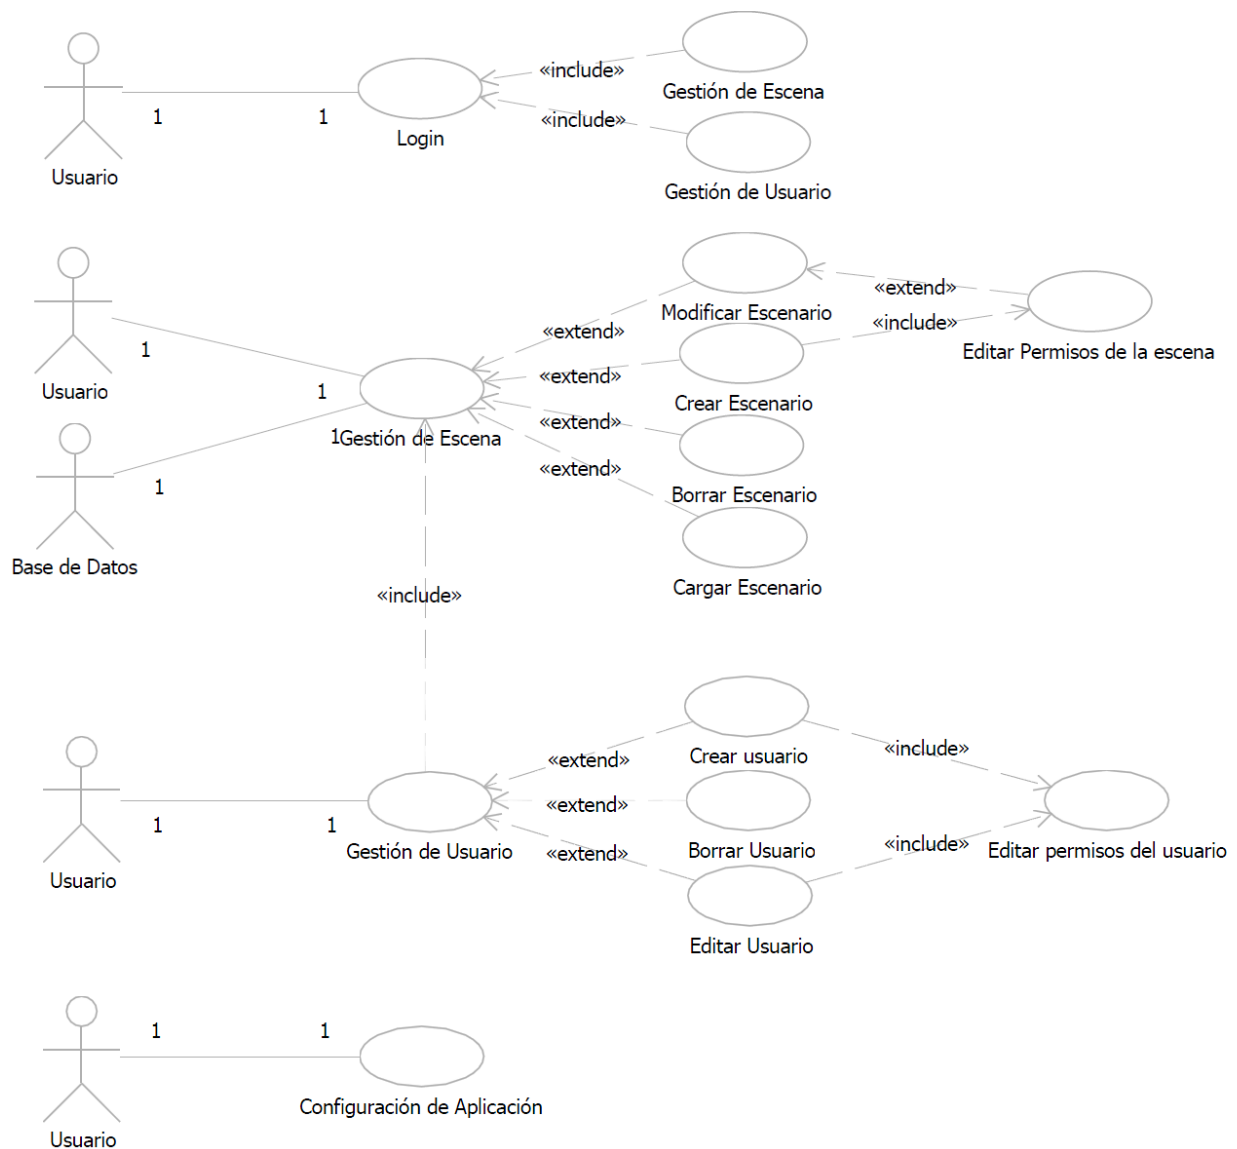 «include»
Gestión de Escena
1
1
«include»
Login
Usuario
Gestión de Usuario
«extend»
Modificar Escenario
«include»
«extend»
1
Editar Permisos de la escena
«extend»
Usuario
1
Crear Escenario
«extend»
1
Gestión de Escena
«extend»
1
Borrar Escenario
Base de Datos
Cargar Escenario
«include»
«include»
Crear usuario
«extend»
«extend»
1
1
«include»
Gestión de Usuario
«extend»
Borrar Usuario
Editar permisos del usuario
Usuario
Editar Usuario
1
1
Configuración de Aplicación
Usuario